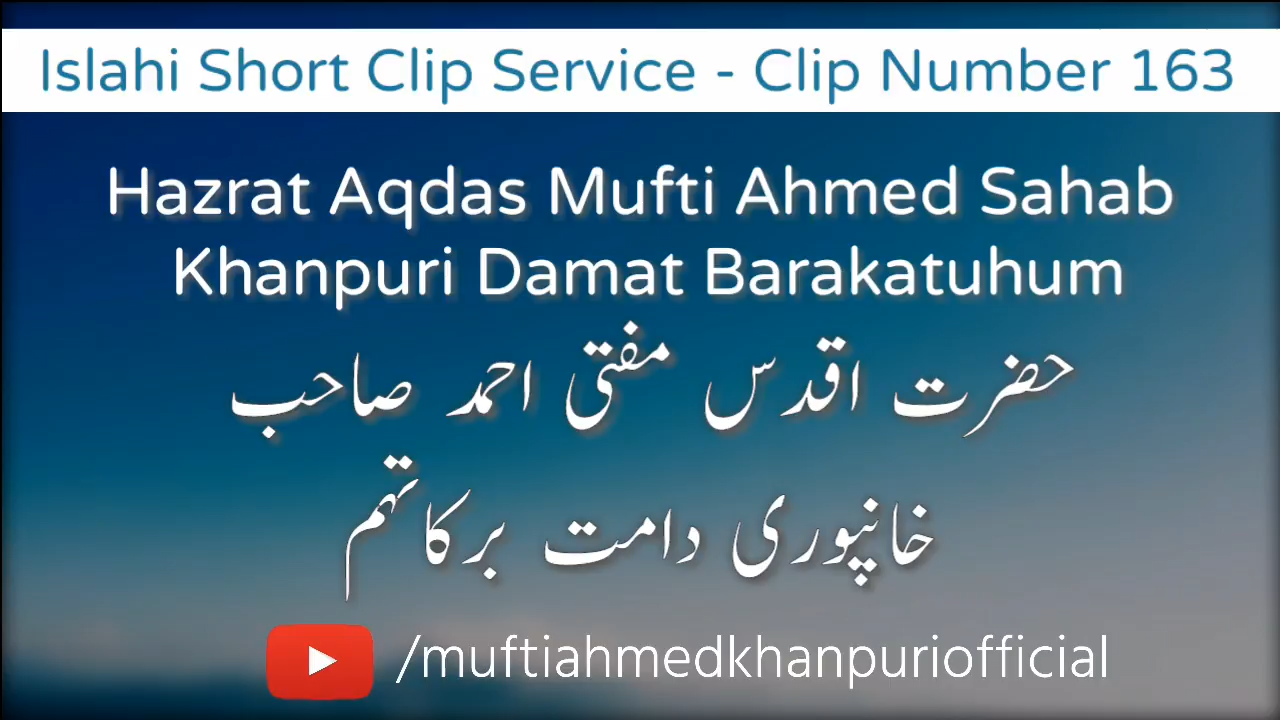 Islahi Short Clip Service - Clip Number 163
Hazrat Aqdas Mufti Ahmed Sahab
Khanpuri Damat Barakatuhum
حضرت اقدس مفتی احمد صاحب
خانپوری دامت برکاتہم
/muftiahmedkhanpuriofficial